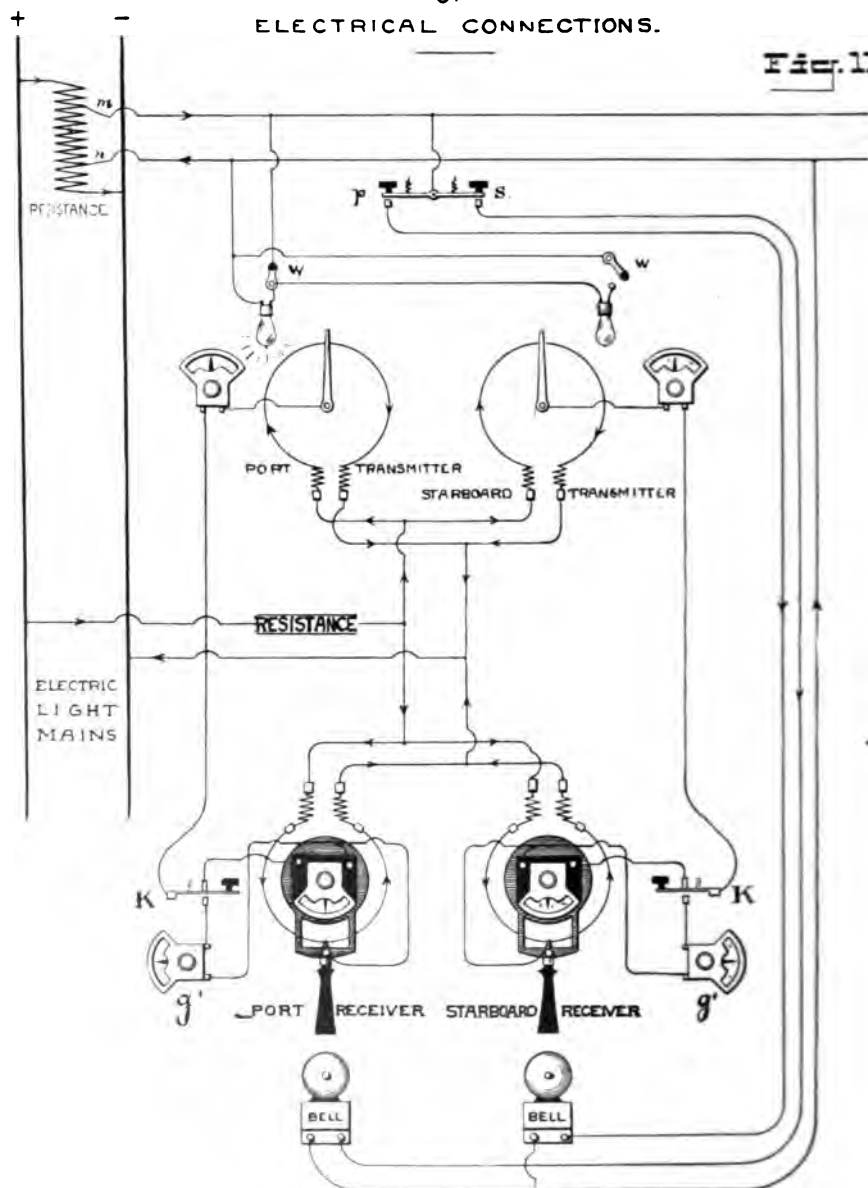 + -
ELECTRICAL CONNECTIONS.
m
n
RESISTANCE
p s
w w
PORT TRANSMITTER
STARBOARD TRANSMITTER
RESISTANCE
ELECTRIC
LIGHT
MAINS
K K
g' g'
PORT RECEIVER STARBOARD RECEIVER
BELL BELL